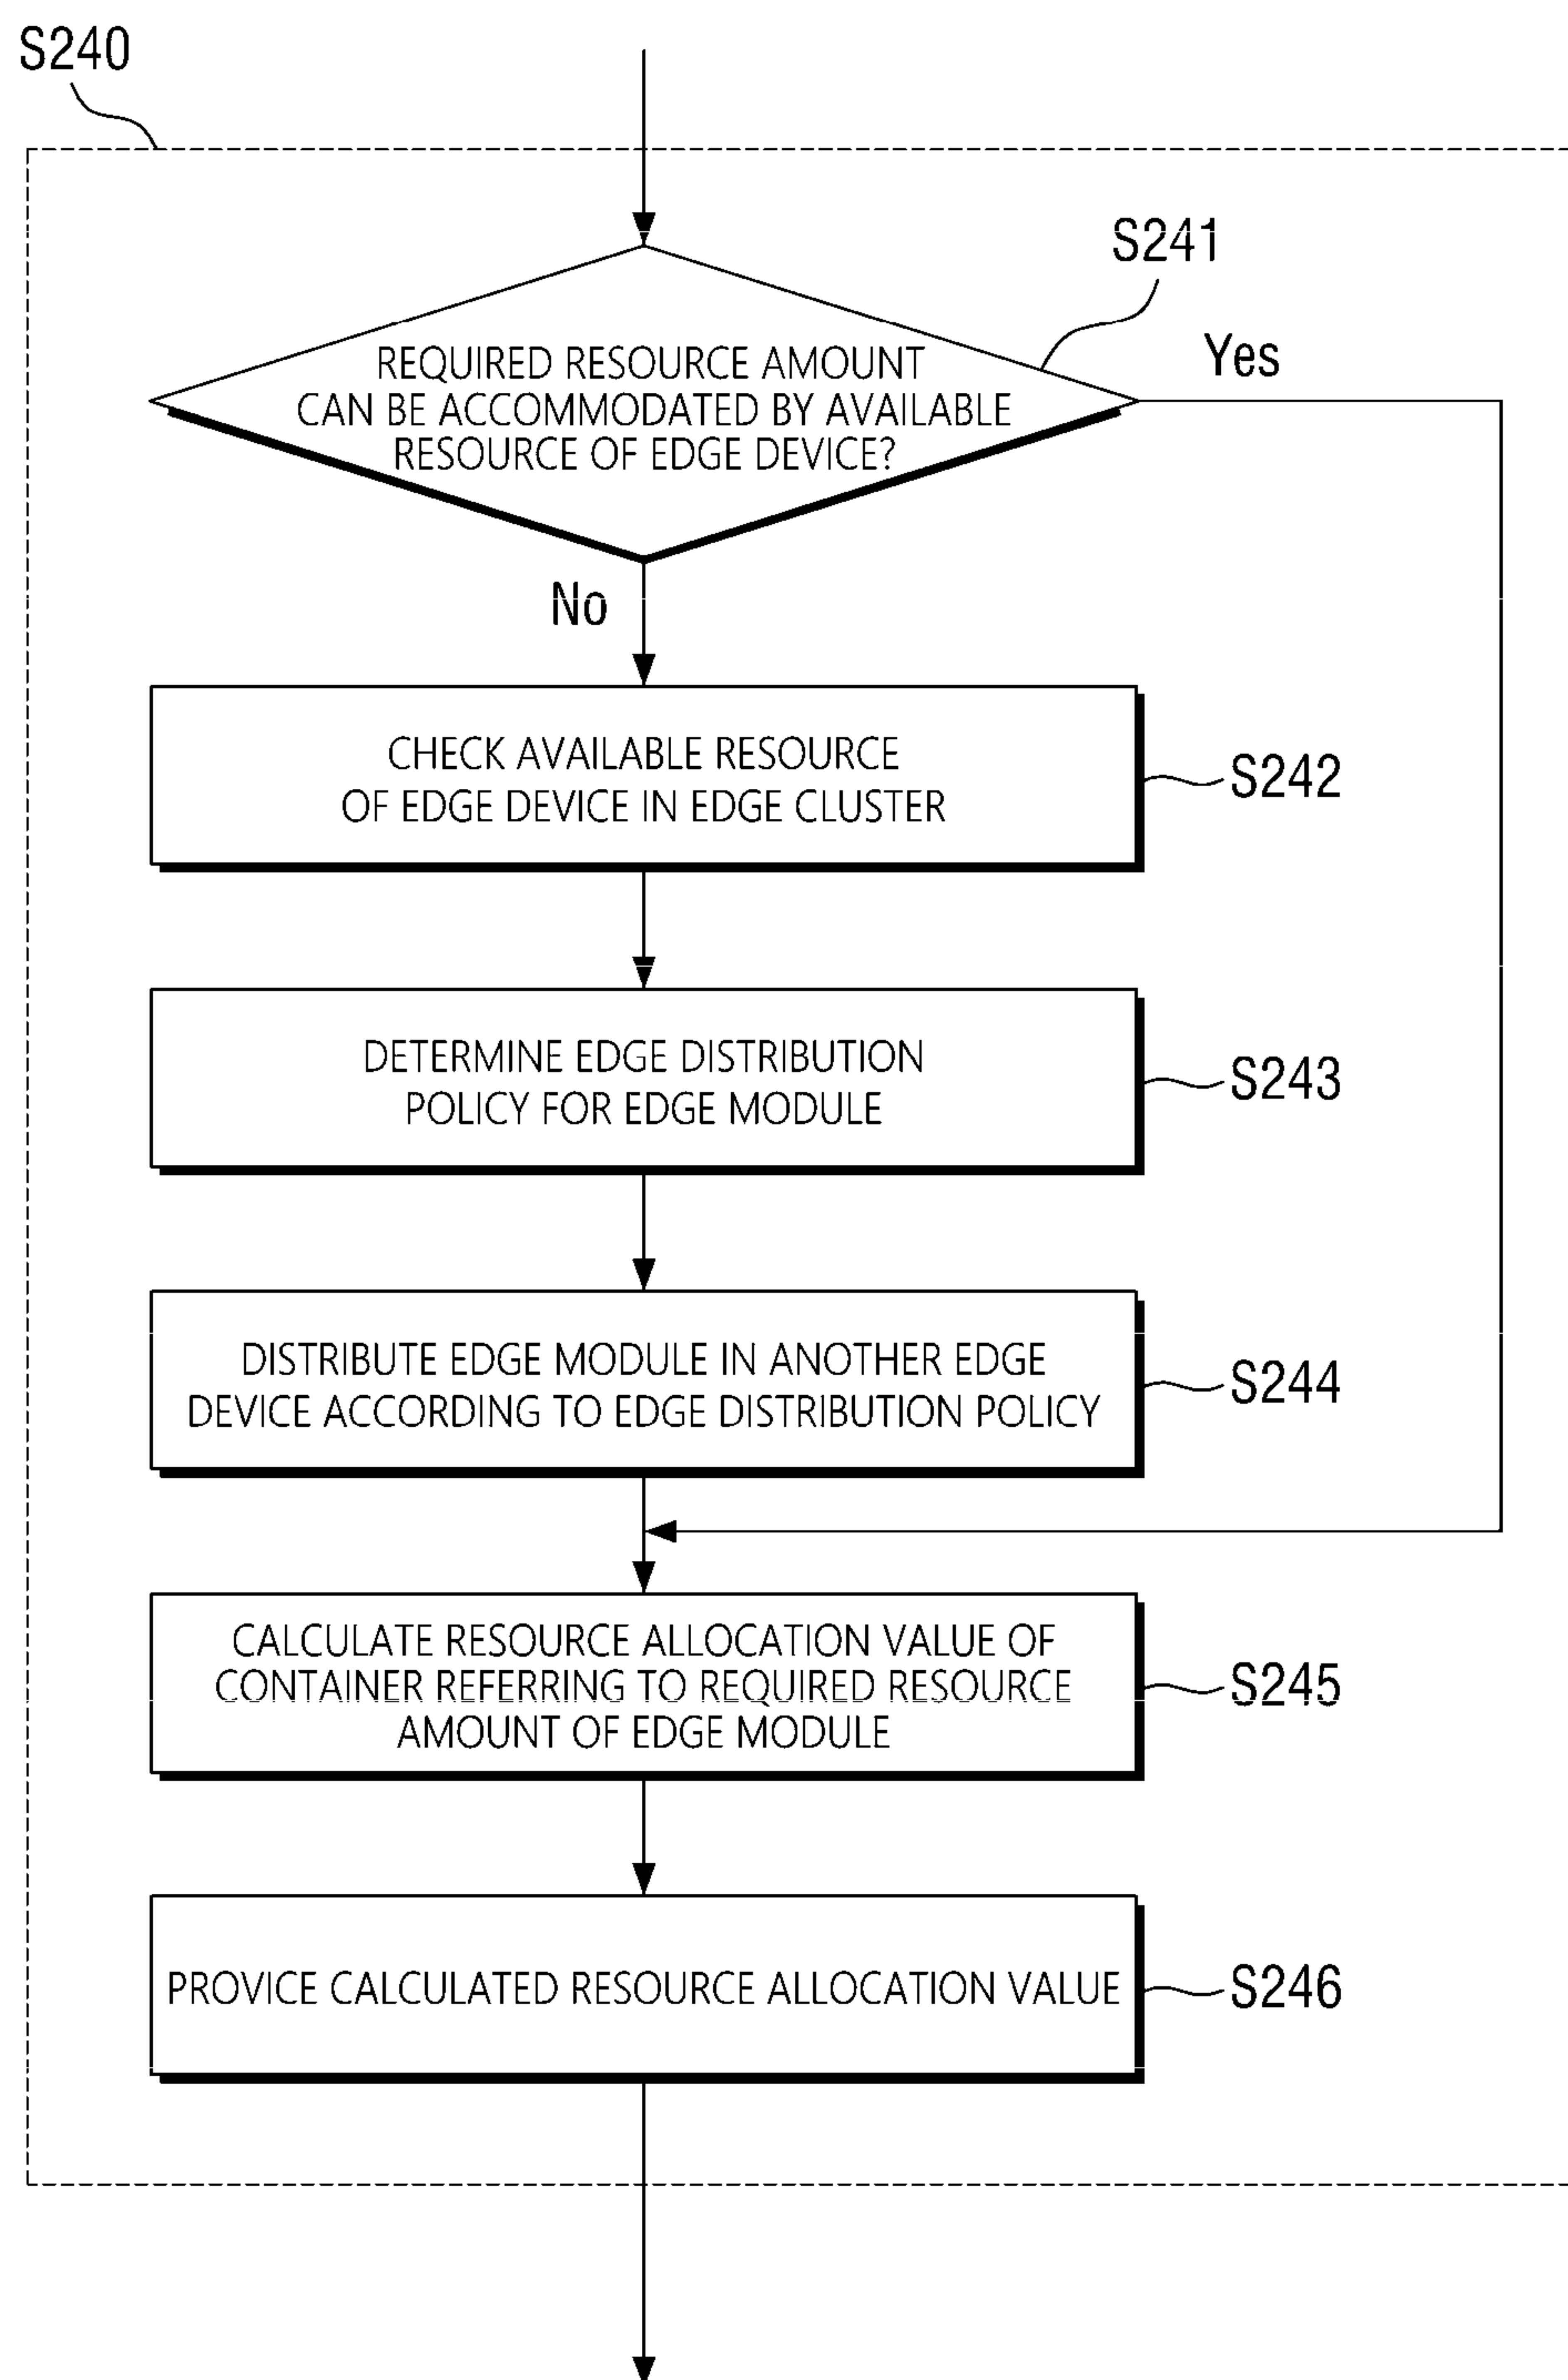 S240
S241
REQUIRED RESOURCE AMOUNT
CAN BE ACCOMMODATED BY AVAILABLE
RESOURCE OF EDGE DEVICE?
Yes
No
CHECK AVAILABLE RESOURCE
OF EDGE DEVICE IN EDGE CLUSTER
S242
DETERMINE EDGE DISTRIBUTION
POLICY FOR EDGE MODULE
S243
DISTRIBUTE EDGE MODULE IN ANOTHER EDGE
DEVICE ACCORDING TO EDGE DISTRIBUTION POLICY
S244
CALCULATE RESOURCE ALLOCATION VALUE OF
CONTAINER REFERRING TO REQUIRED RESOURCE
AMOUNT OF EDGE MODULE
S245
PROVICE CALCULATED RESOURCE ALLOCATION VALUE
S246